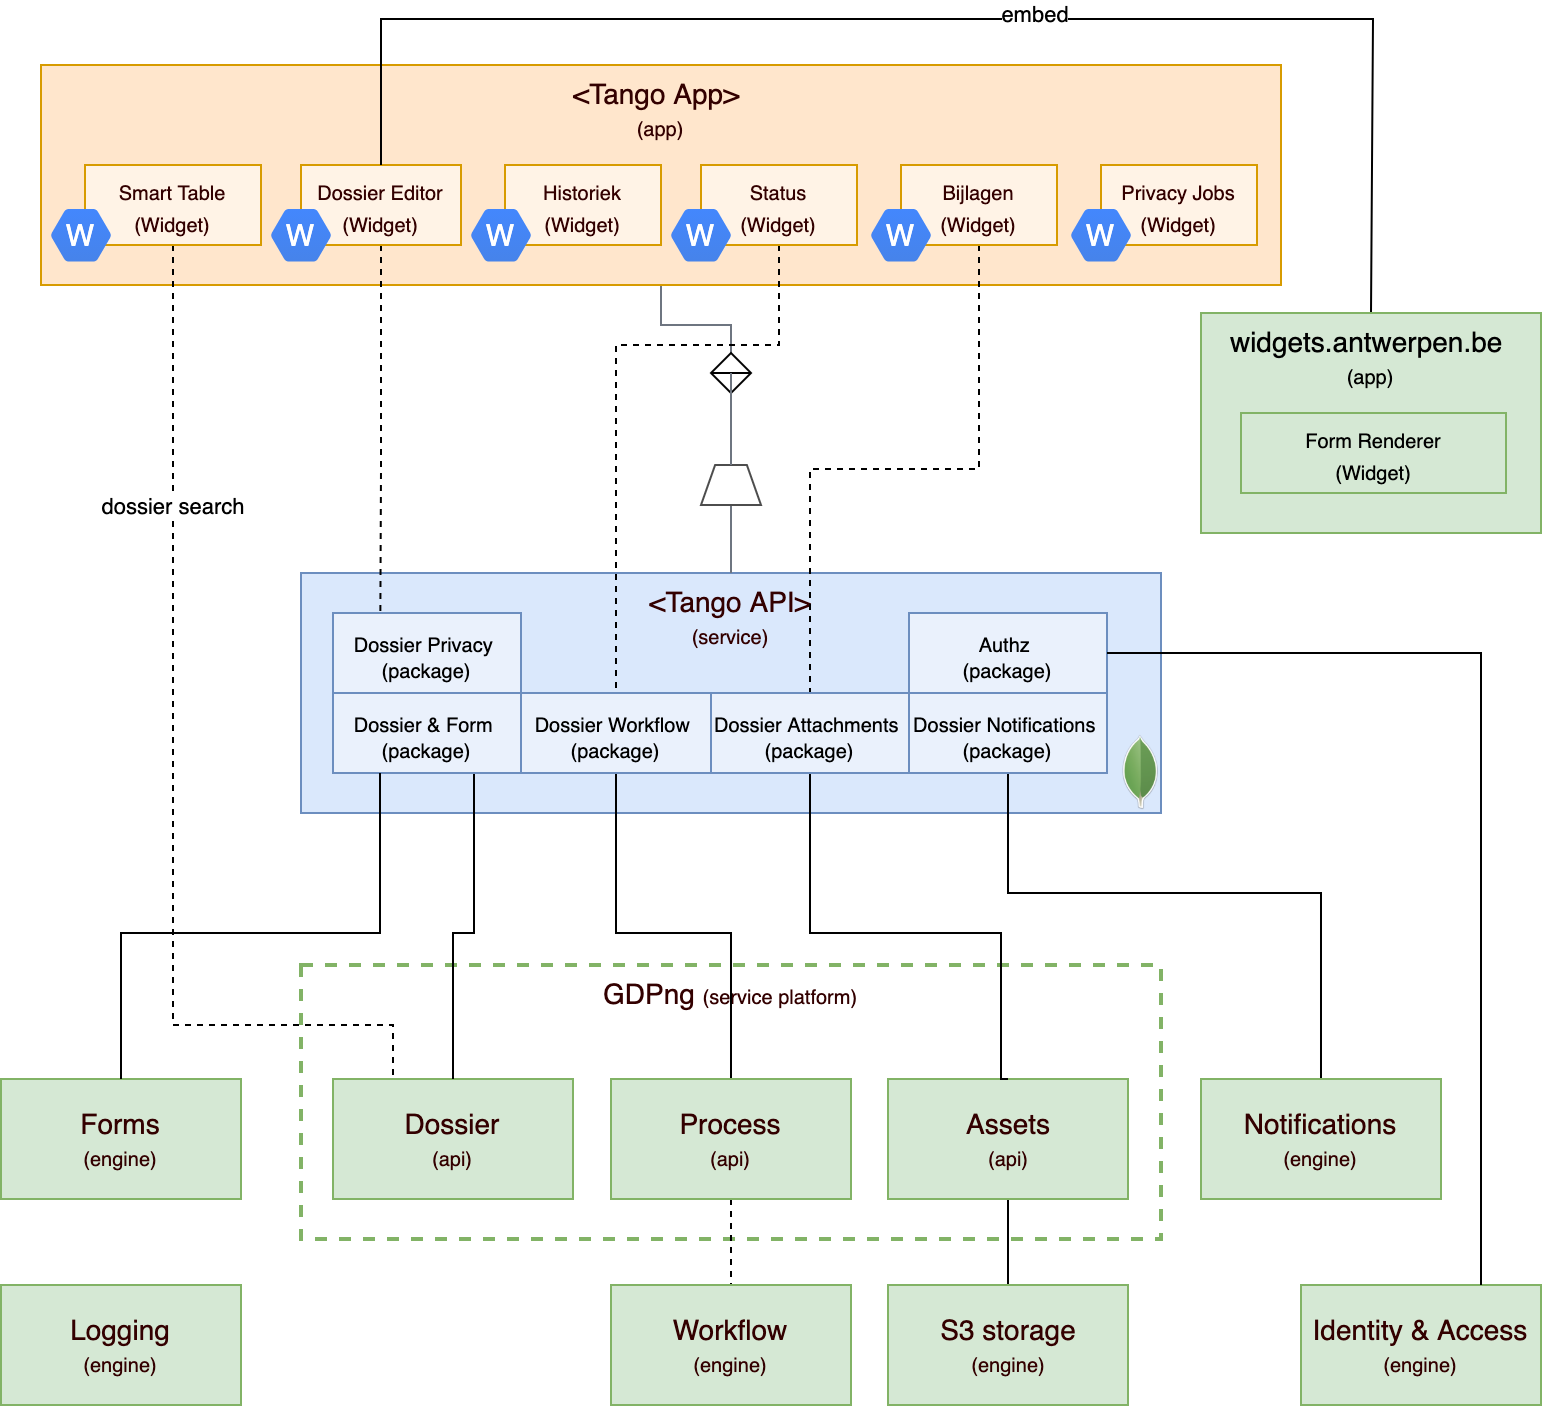 embed
<Tango App>
(app)
Smart Table
(Widget)
W
Dossier Editor
(Widget)
W
Historiek
(Widget)
W
Status
(Widget)
W
Bijlagen
(Widget)
W
Privacy Jobs
(Widget)
W
widgets.antwerpen.be
(app)
Form Renderer
(Widget)
dossier search
<Tango API>
(service)
Dossier Privacy
(package)
Authz
(package)
Dossier & Form
(package)
Dossier Workflow
(package)
Dossier Attachments
(package)
Dossier Notifications
(package)
GDPng (service platform)
Forms
(engine)
Dossier
(api)
Process
(api)
Assets
(api)
Notifications
(engine)
Logging
(engine)
Workflow
(engine)
S3 storage
(engine)
Identity & Access
(engine)